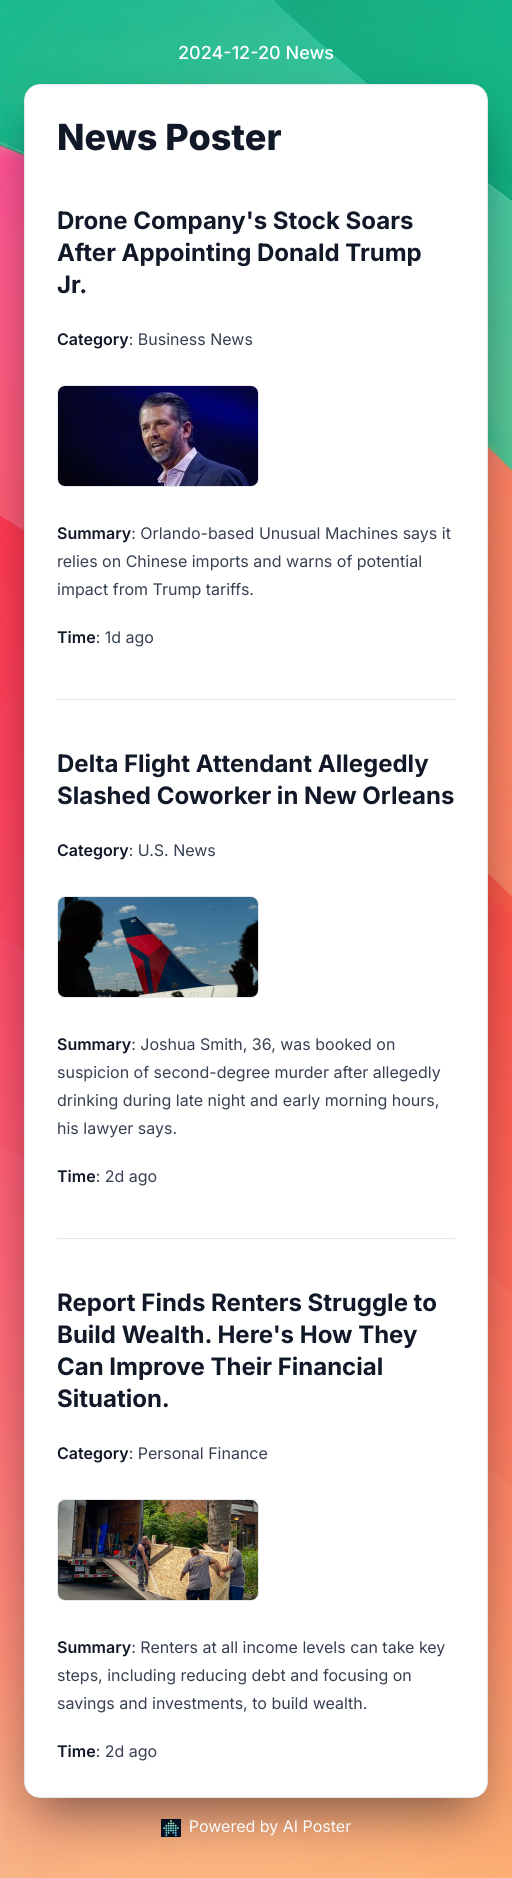 2024-12-20 News
News Poster
Drone Company's Stock Soars
After Appointing Donald Trump
Jr.
Category: Business News
Summary: Orlando-based Unusual Machines says it
relies on Chinese imports and warns of potential
impact from Trump tariffs.
Time: 1d ago
Delta Flight Attendant Allegedly
Slashed Coworker in New Orleans
Category: U.S. News
Summary: Joshua Smith, 36, was booked on
suspicion of second-degree murder after allegedly
drinking during late night and early morning hours,
his lawyer says.
Time: 2d ago
Report Finds Renters Struggle to
Build Wealth. Here's How They
Can Improve Their Financial
Situation.
Category: Personal Finance
Summary: Renters at all income levels can take key
steps, including reducing debt and focusing on
savings and investments, to build wealth.
Time: 2d ago
Powered by AI Poster